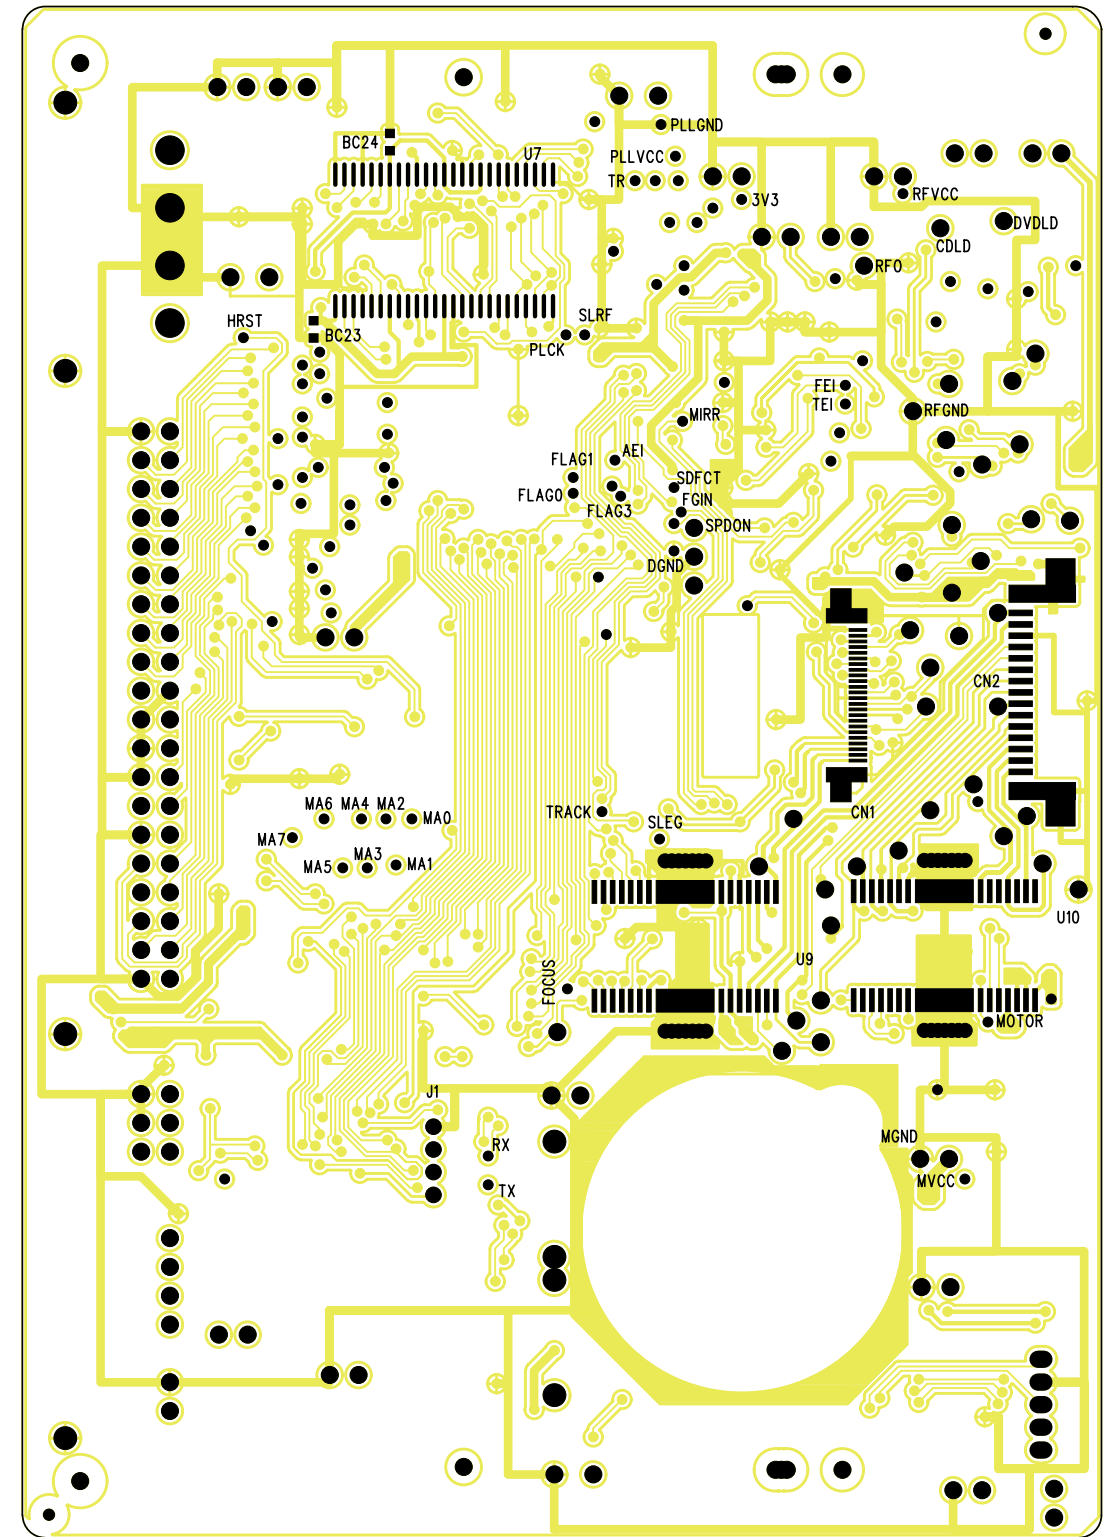 PLLGND
BC24
U7
PLLVCC
TR
3V3
RFVCC
DVDLD
CDLD
RFO
HRST
BC23
SLRF
PLCK
FEI
TEI
MIRR
RFGND
AEI
FLAG1
FLAG0
FLAG3
SDFCT
FGIN
SPDON
DGND
CN2
CN1
MA6
MA4
MA2
MA0
TRACK
SLEG
MA7
MA5
MA3
MA1
U10
U9
FOCUS
MOTOR
J1
RX
MGND
TX
MVCC